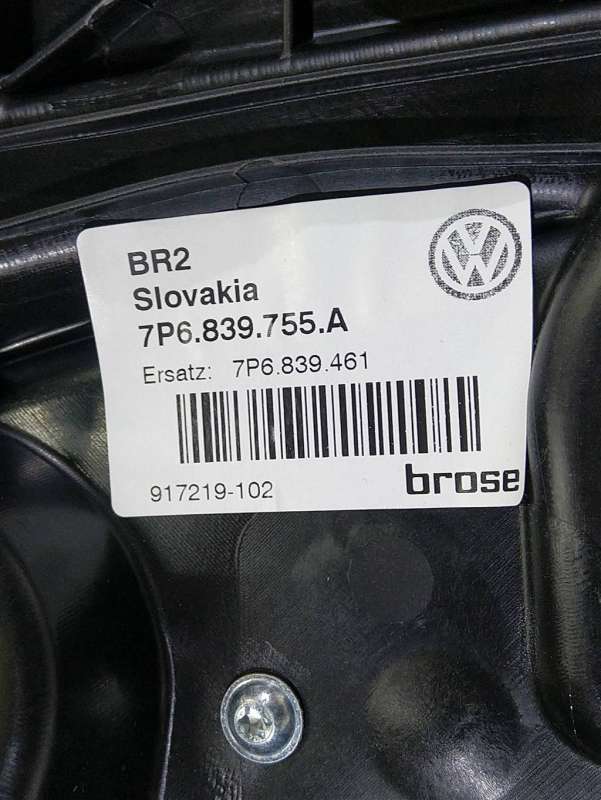 BR2
Slovakia
7P6.839.755.A
Ersatz: 7P6.839.461
917219-102
brose